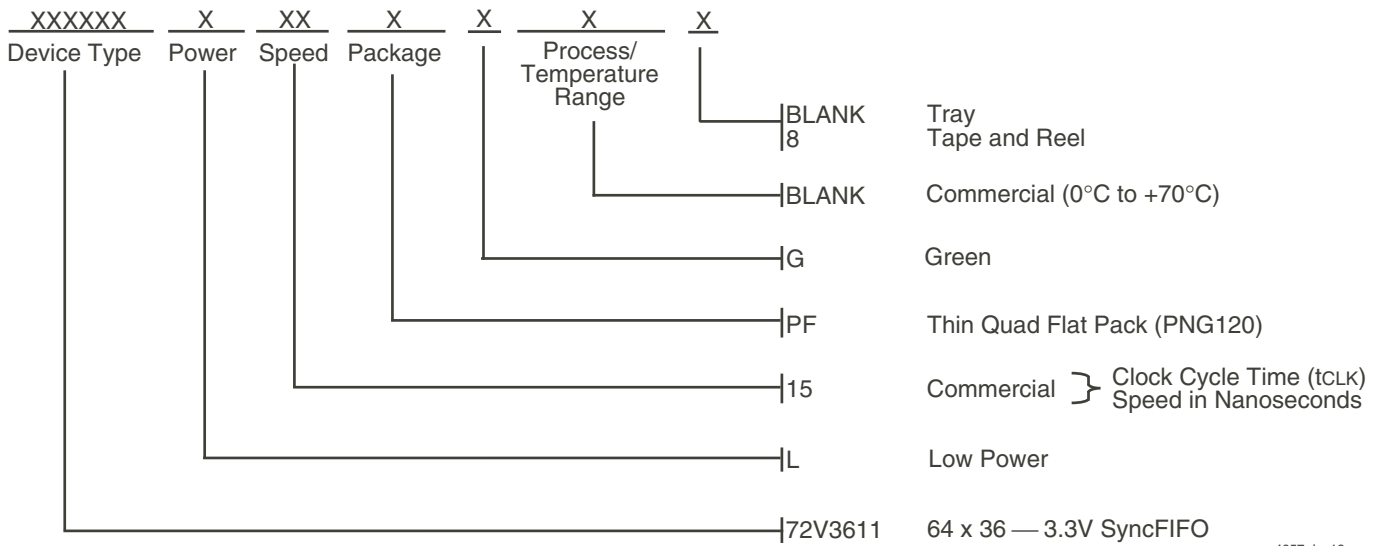 XXXXXX X XX X X X X
Device Type Power Speed Package Process/
Temperature
Range
BLANK Tray
8 Tape and Reel
BLANK Commercial (0°C to +70°C)
G Green
PF Thin Quad Flat Pack (PNG120)
15 Commercial } Clock Cycle Time (tCLK)
Speed in Nanoseconds
L Low Power
72V3611 64 x 36 — 3.3V SyncFIFO